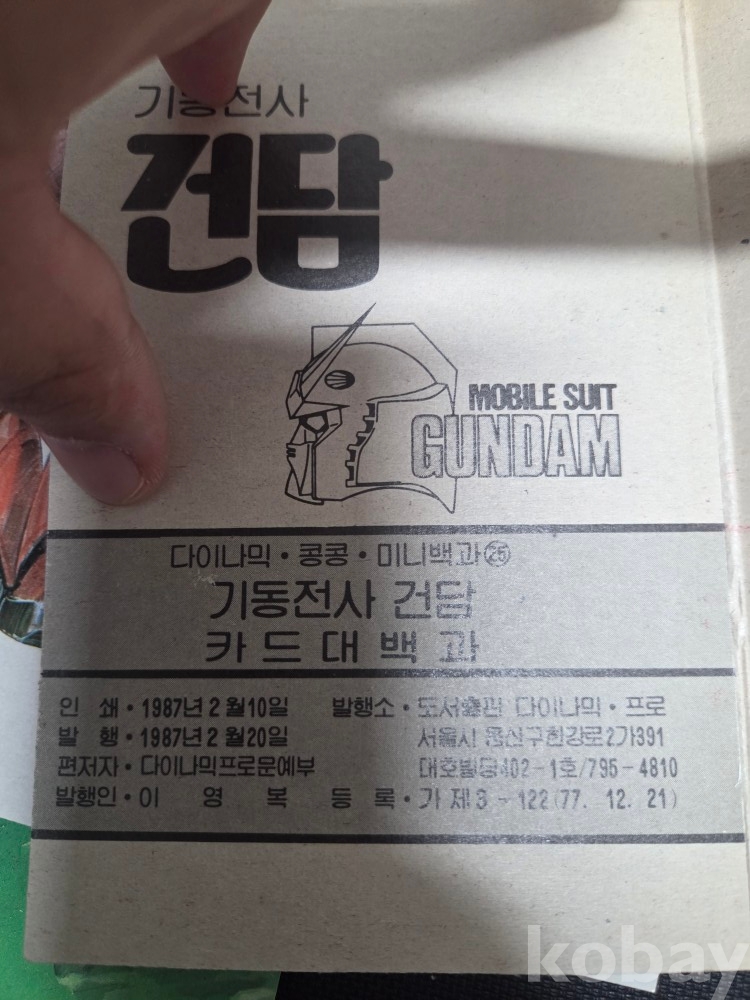 기동전사
건담
MOBILE SUIT
GUNDAM
다이나믹·콩콩·미니백과㉕
기동전사 건담
카드대백과
인 쇄·1987년 2월10일 발행소·도서출판 다이나믹·프로
발 행·1987년 2월20일 서울시 용산구한강로2가391
편저자·다이나믹프로문예부 대호빌딩402-1호/795-4810
발행인·이 영 복 등 록·가 제3-122(77. 12. 21)
kobay